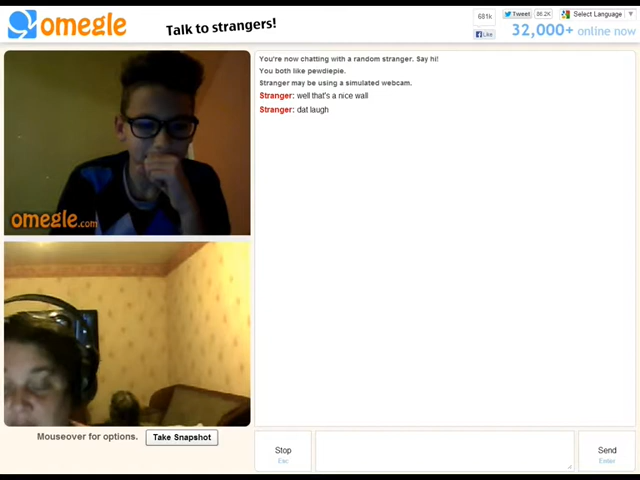 omegle
Talk to strangers!
681k
Like
Tweet
86.2K
Select Language
32,000+ online now
You're now chatting with a random stranger. Say hi!
You both like pewdiepie.
Stranger may be using a simulated webcam.
Stranger: well that's a nice wall
Stranger: dat laugh
omegle.com
Mouseover for options.
Take Snapshot
Stop
Esc
Send
Enter